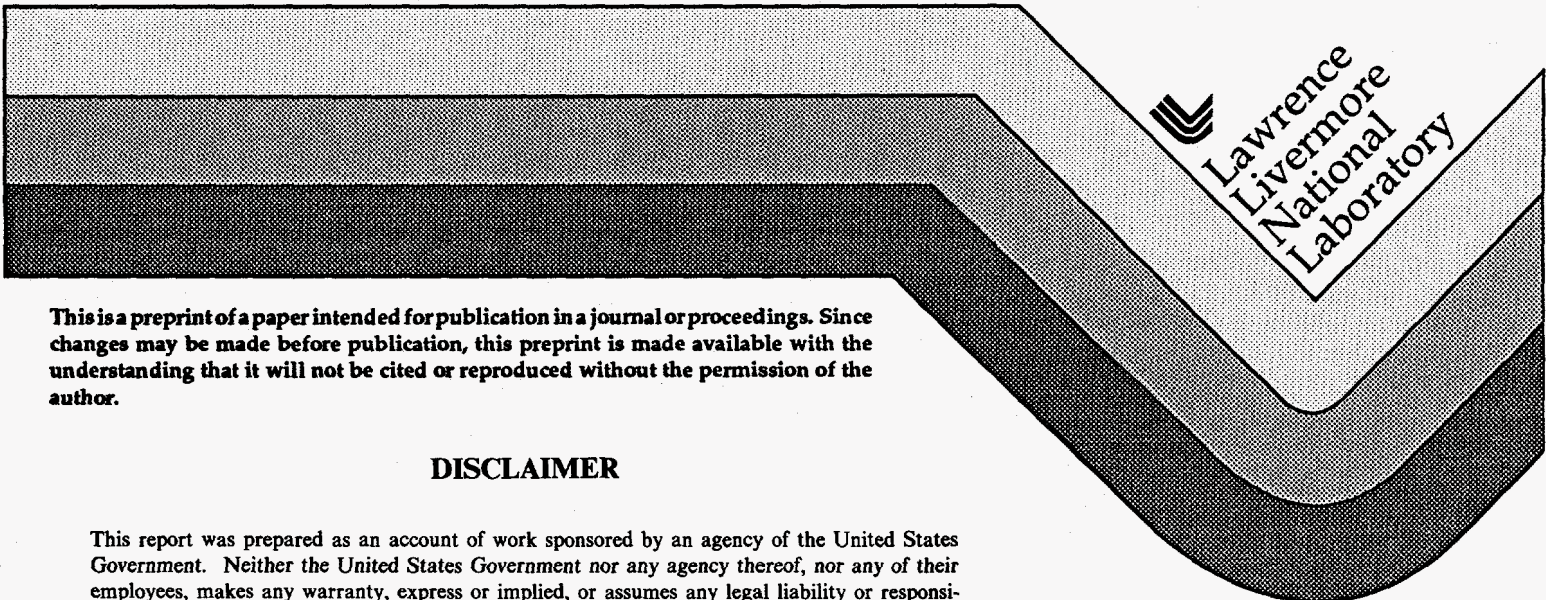 Lawrence
Livermore
National
Laboratory
This is a preprint of a paper intended for publication in a journal or proceedings. Since
changes may be made before publication, this preprint is made available with the
understanding that it will not be cited or reproduced without the permission of the
author.
DISCLAIMER
This report was prepared as an account of work sponsored by an agency of the United States
Government. Neither the United States Government nor any agency thereof, nor any of their
employees, makes any warranty, express or implied, or assumes any legal liability or responsi-